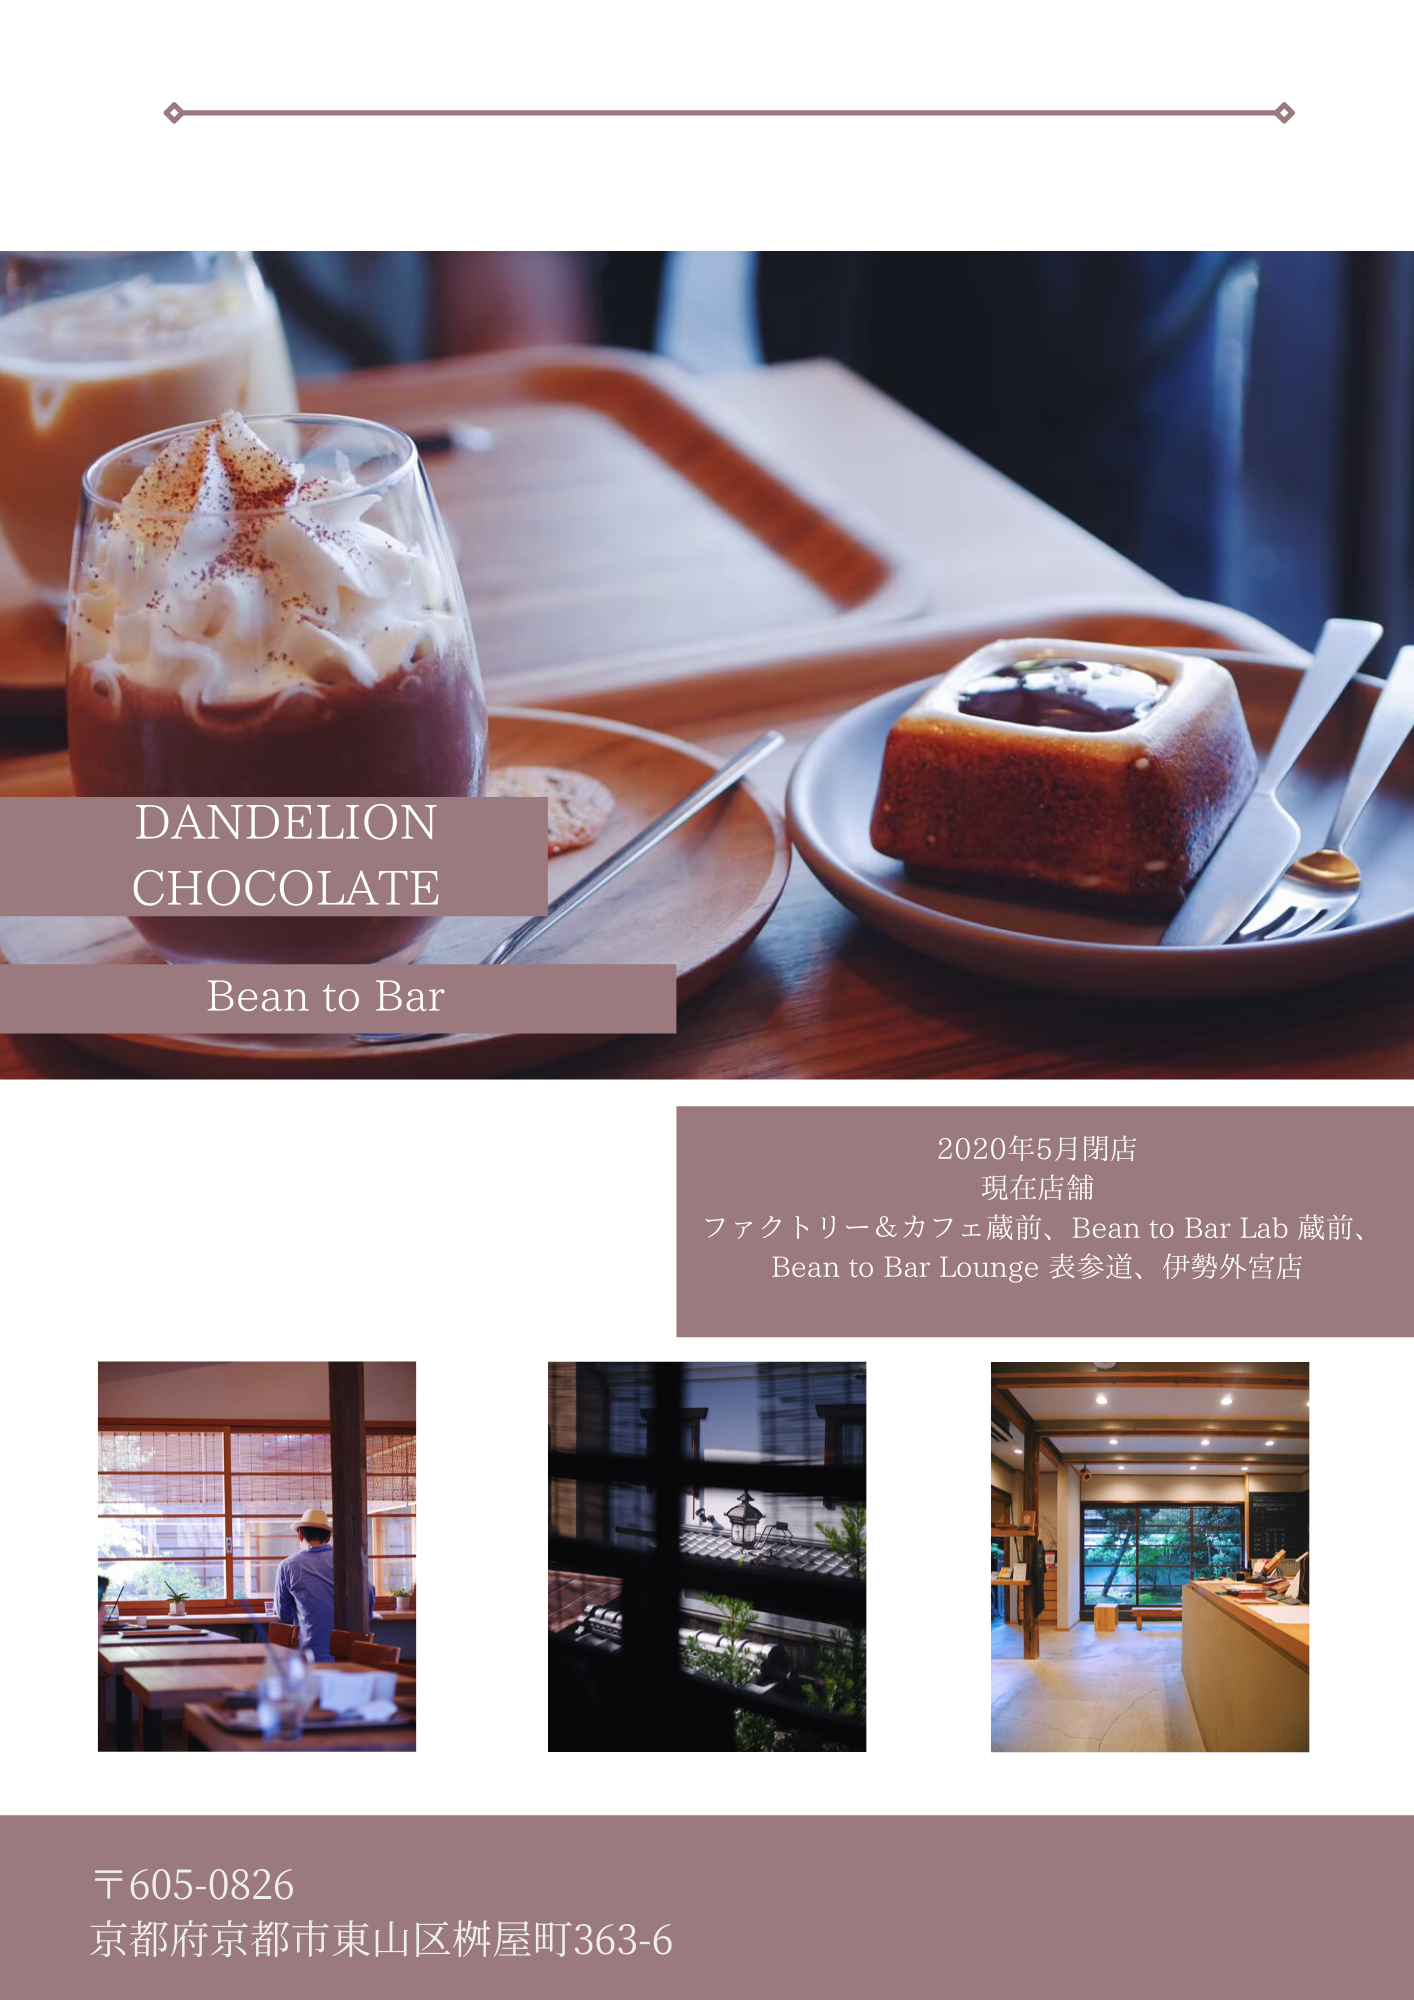 DANDELION
CHOCOLATE
Bean to Bar
2020年5月閉店
現在店舗
ファクトリー＆カフェ蔵前、Bean to Bar Lab 蔵前、
Bean to Bar Lounge 表参道、伊勢外宮店
〒605-0826
京都府京都市東山区桝屋町363-6